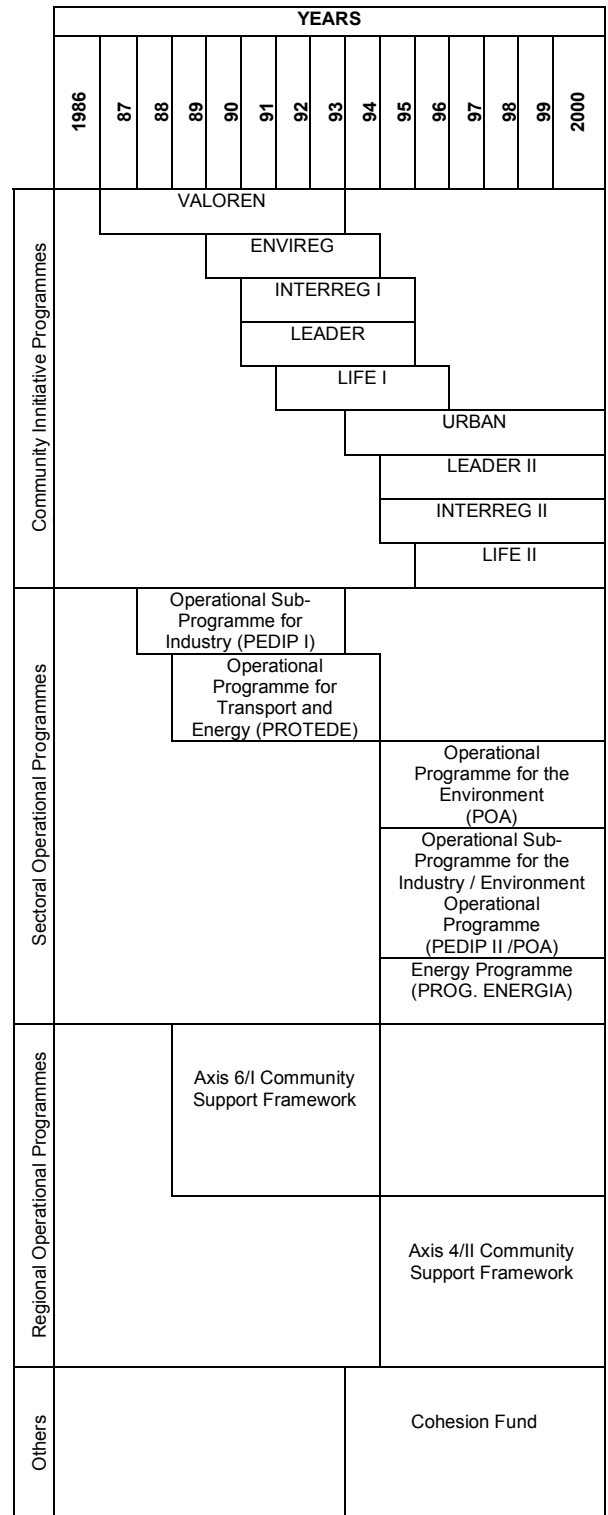 YEARS
1986 87 88 89 90 91 92 93 94 95 96 97 98 99 2000
Community Innitiative Programmes
VALOREN
ENVIREG
INTERREG I
LEADER
LIFE I
URBAN
LEADER II
INTERREG II
LIFE II
Sectoral Operational Programmes
Operational Sub-
Programme for
Industry (PEDIP I)
Operational
Programme for
Transport and
Energy (PROTEDE)
Operational
Programme for the
Environment
(POA)
Operational Sub-
Programme for the
Industry / Environment
Operational
Programme
(PEDIP II /POA)
Energy Programme
(PROG. ENERGIA)
Regional Operational Programmes
Axis 6/I Community
Support Framework
Axis 4/II Community
Support Framework
Others
Cohesion Fund